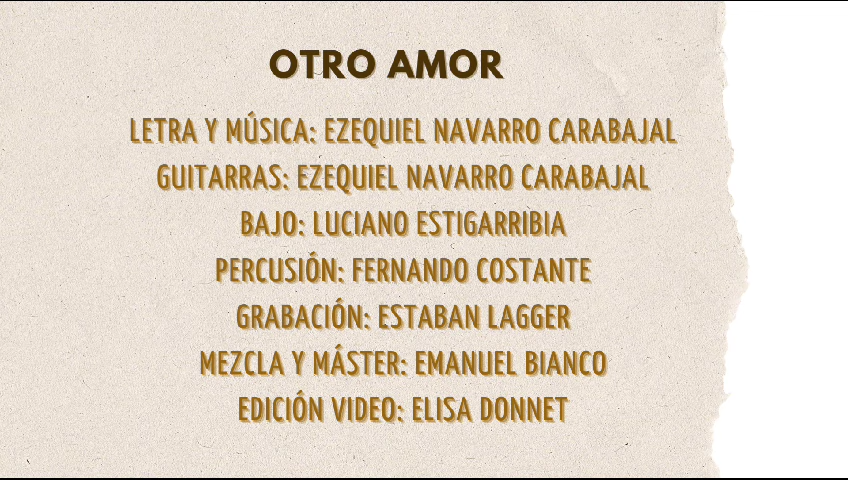 OTRO AMOR
LETRA Y MÚSICA: EZEQUIEL NAVARRO CARABAJAL
GUITARRAS: EZEQUIEL NAVARRO CARABAJAL
BAJO: LUCIANO ESTIGARRIBIA
PERCUSIÓN: FERNANDO COSTANTE
GRABACIÓN: ESTABAN LAGGER
MEZCLA Y MÁSTER: EMANUEL BIANCO
EDICIÓN VIDEO: ELISA DONNET